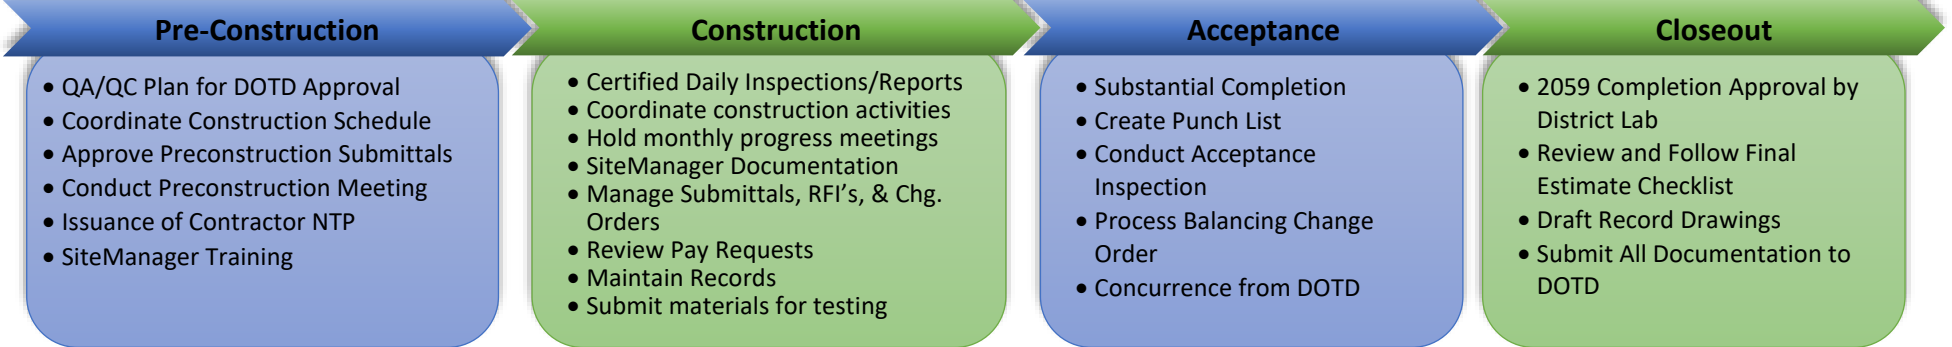 Pre-Construction
• QA/QC Plan for DOTD Approval
• Coordinate Construction Schedule
• Approve Preconstruction Submittals
• Conduct Preconstruction Meeting
• Issuance of Contractor NTP
• SiteManager Training
Construction
• Certified Daily Inspections/Reports
• Coordinate construction activities
• Hold monthly progress meetings
• SiteManager Documentation
• Manage Submittals, RFI’s, & Chg.
Orders
• Review Pay Requests
• Maintain Records
• Submit materials for testing
Acceptance
• Substantial Completion
• Create Punch List
• Conduct Acceptance
Inspection
• Process Balancing Change
Order
• Concurrence from DOTD
Closeout
• 2059 Completion Approval by
District Lab
• Review and Follow Final
Estimate Checklist
• Draft Record Drawings
• Submit All Documentation to
DOTD